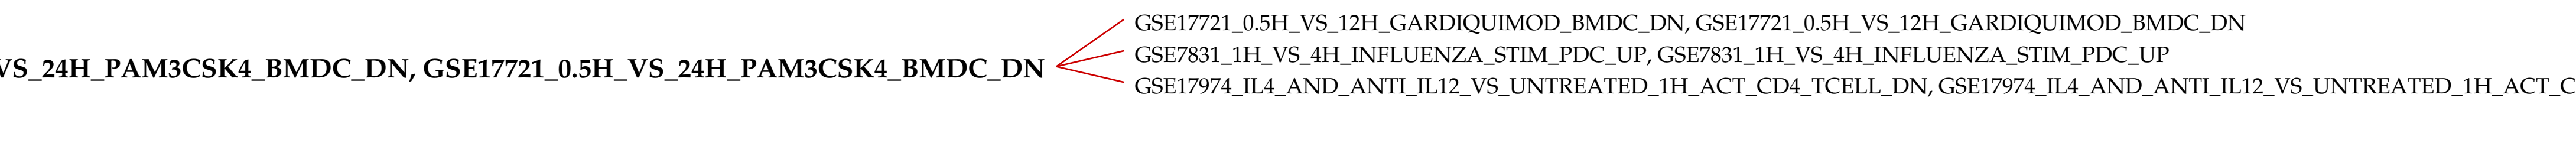 VS_24H_PAM3CSK4_BMDC_DN, GSE17721_0.5H_VS_24H_PAM3CSK4_BMDC_DN
GSE17721_0.5H_VS_12H_GARDIQUIMOD_BMDC_DN, GSE17721_0.5H_VS_12H_GARDIQUIMOD_BMDC_DN
GSE7831_1H_VS_4H_INFLUENZA_STIM_PDC_UP, GSE7831_1H_VS_4H_INFLUENZA_STIM_PDC_UP
GSE17974_IL4_AND_ANTI_IL12_VS_UNTREATED_1H_ACT_CD4_TCELL_DN, GSE17974_IL4_AND_ANTI_IL12_VS_UNTREATED_1H_ACT_C